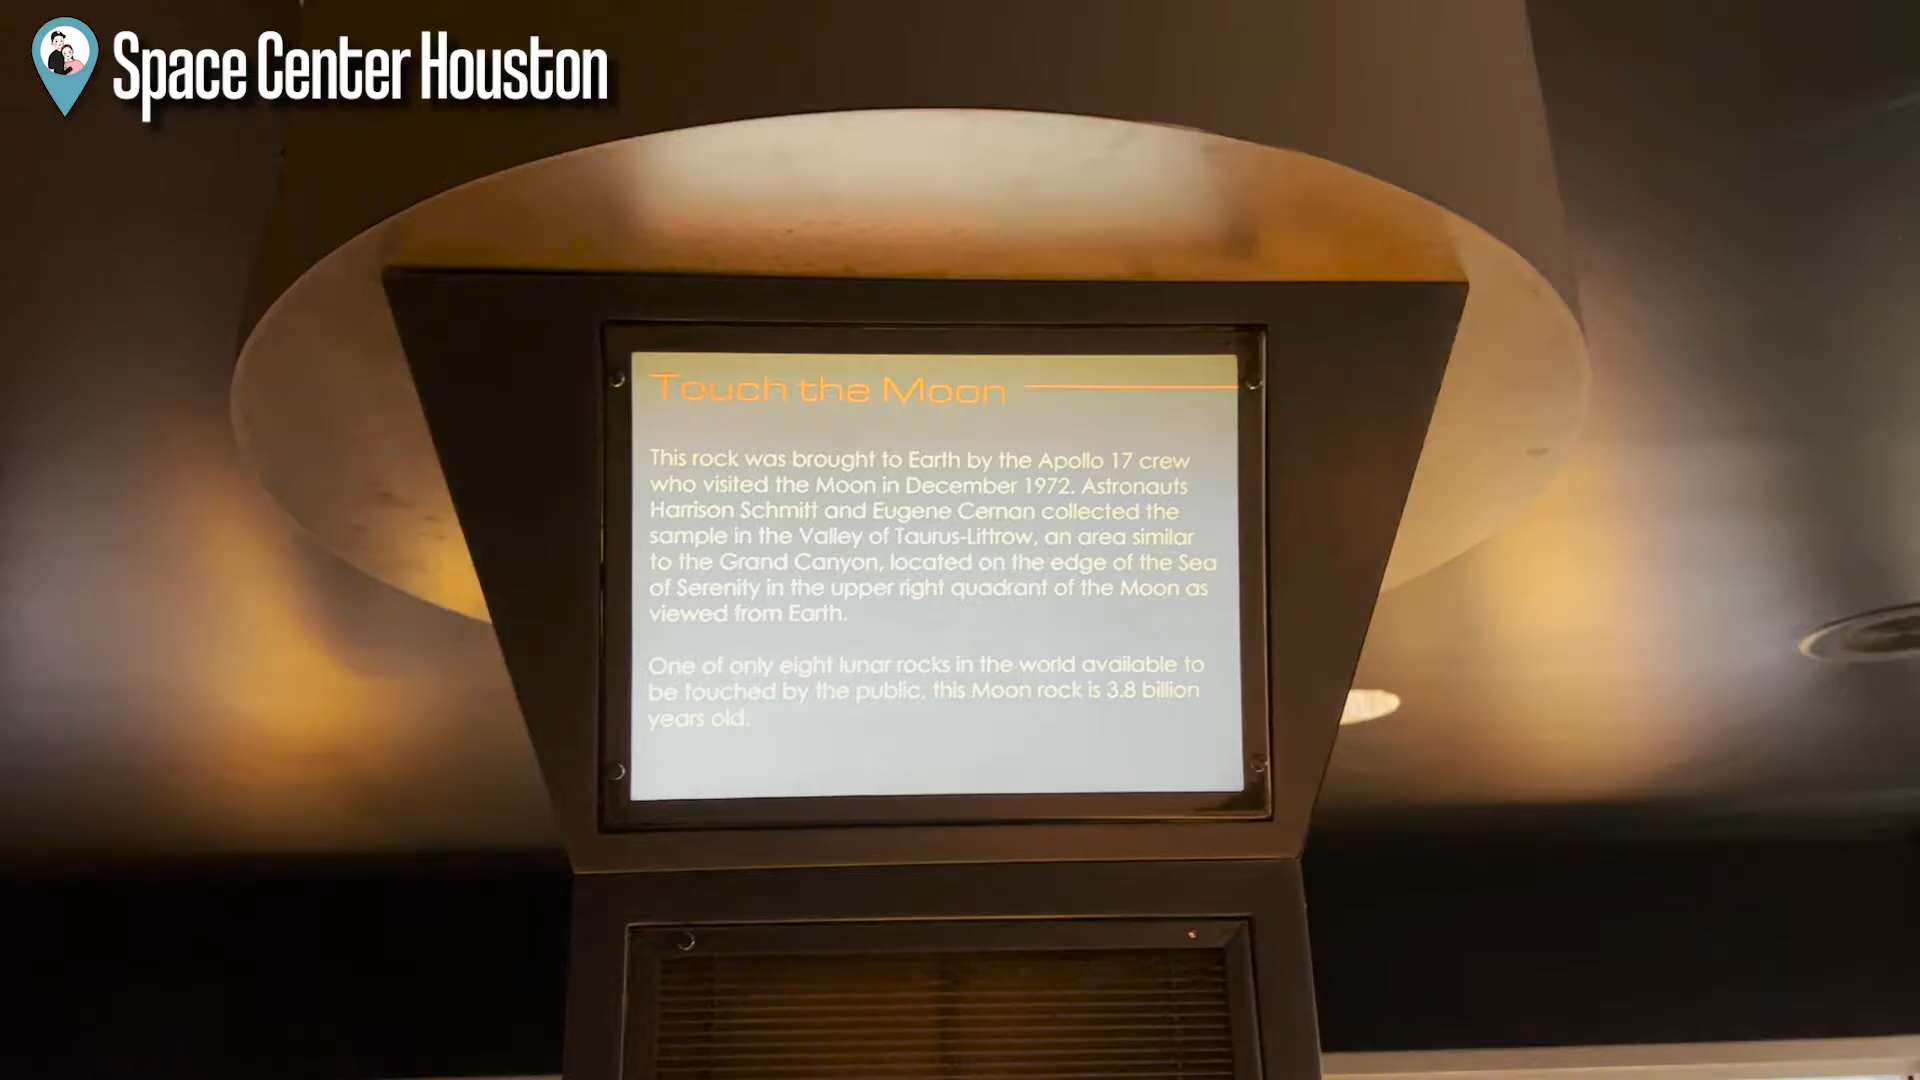 Space Center Houston
Touch the Moon
This rock was brought to Earth by the Apollo 17 crew
who visited the Moon in December 1972. Astronauts
Harrison Schmitt and Eugene Cernan collected the
sample in the Valley of Taurus-Littrow, an area similar
to the Grand Canyon, located on the edge of the Sea
of Serenity in the upper right quadrant of the Moon as
viewed from Earth.
One of only eight lunar rocks in the world available to
be touched by the public, this Moon rock is 3.8 billion
years old.